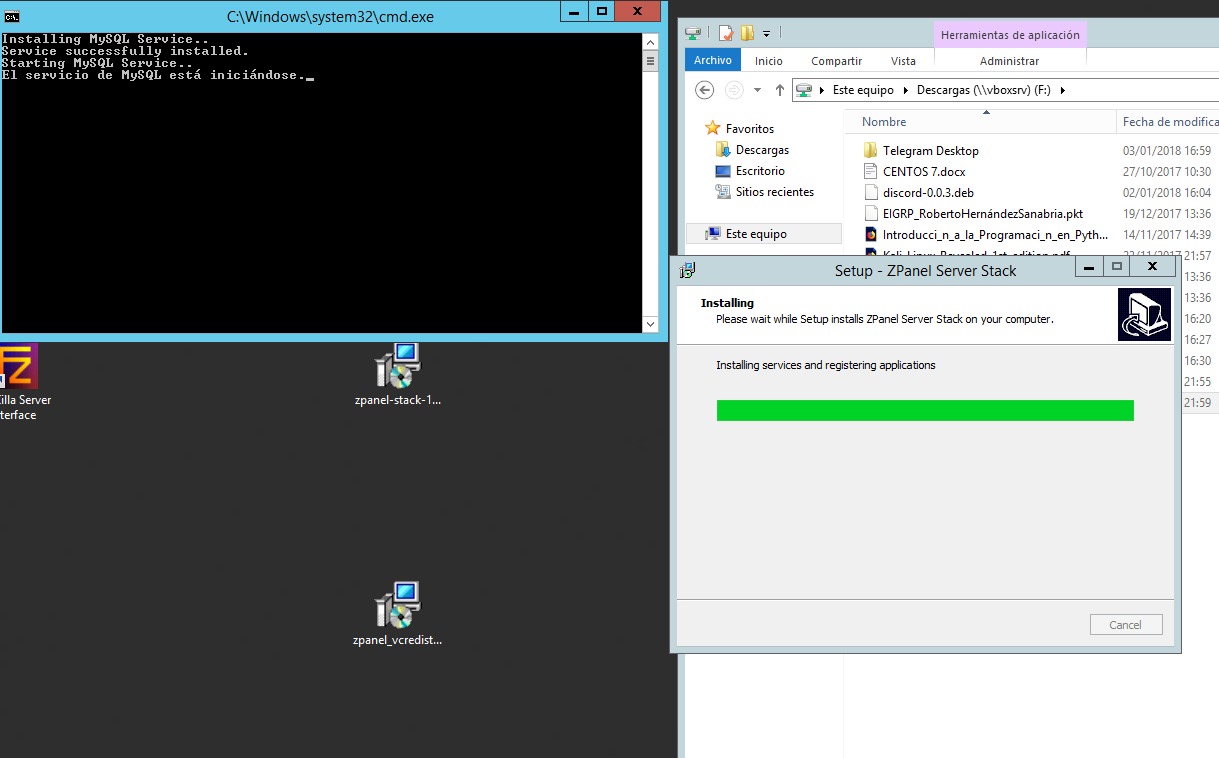 C:\Windows\system32\cmd.exe
Installing MySQL Service..
Service successfully installed.
Starting MySQL Service..
El servicio de MySQL está iniciándose.
illa Server
terface
zpanel-stack-1...
zpanel_vcredist...
Herramientas de aplicación
Archivo
Inicio
Compartir
Vista
Administrar
Este equipo
Descargas (\\vboxsrv) (F:)
Favoritos
Descargas
Escritorio
Sitios recientes
Este equipo
Nombre
Fecha de modifica
Telegram Desktop
03/01/2018 16:59
CENTOS 7.docx
27/10/2017 10:30
discord-0.0.3.deb
02/01/2018 16:04
EIGRP_RobertoHernándezSanabria.pkt
19/12/2017 13:36
Introducci_n_a_la_Programaci_n_en_Pyth...
14/11/2017 14:39
21:57
13:36
13:36
16:20
16:27
16:30
21:55
21:59
Setup - ZPanel Server Stack
Installing
Please wait while Setup installs ZPanel Server Stack on your computer.
Installing services and registering applications
Cancel